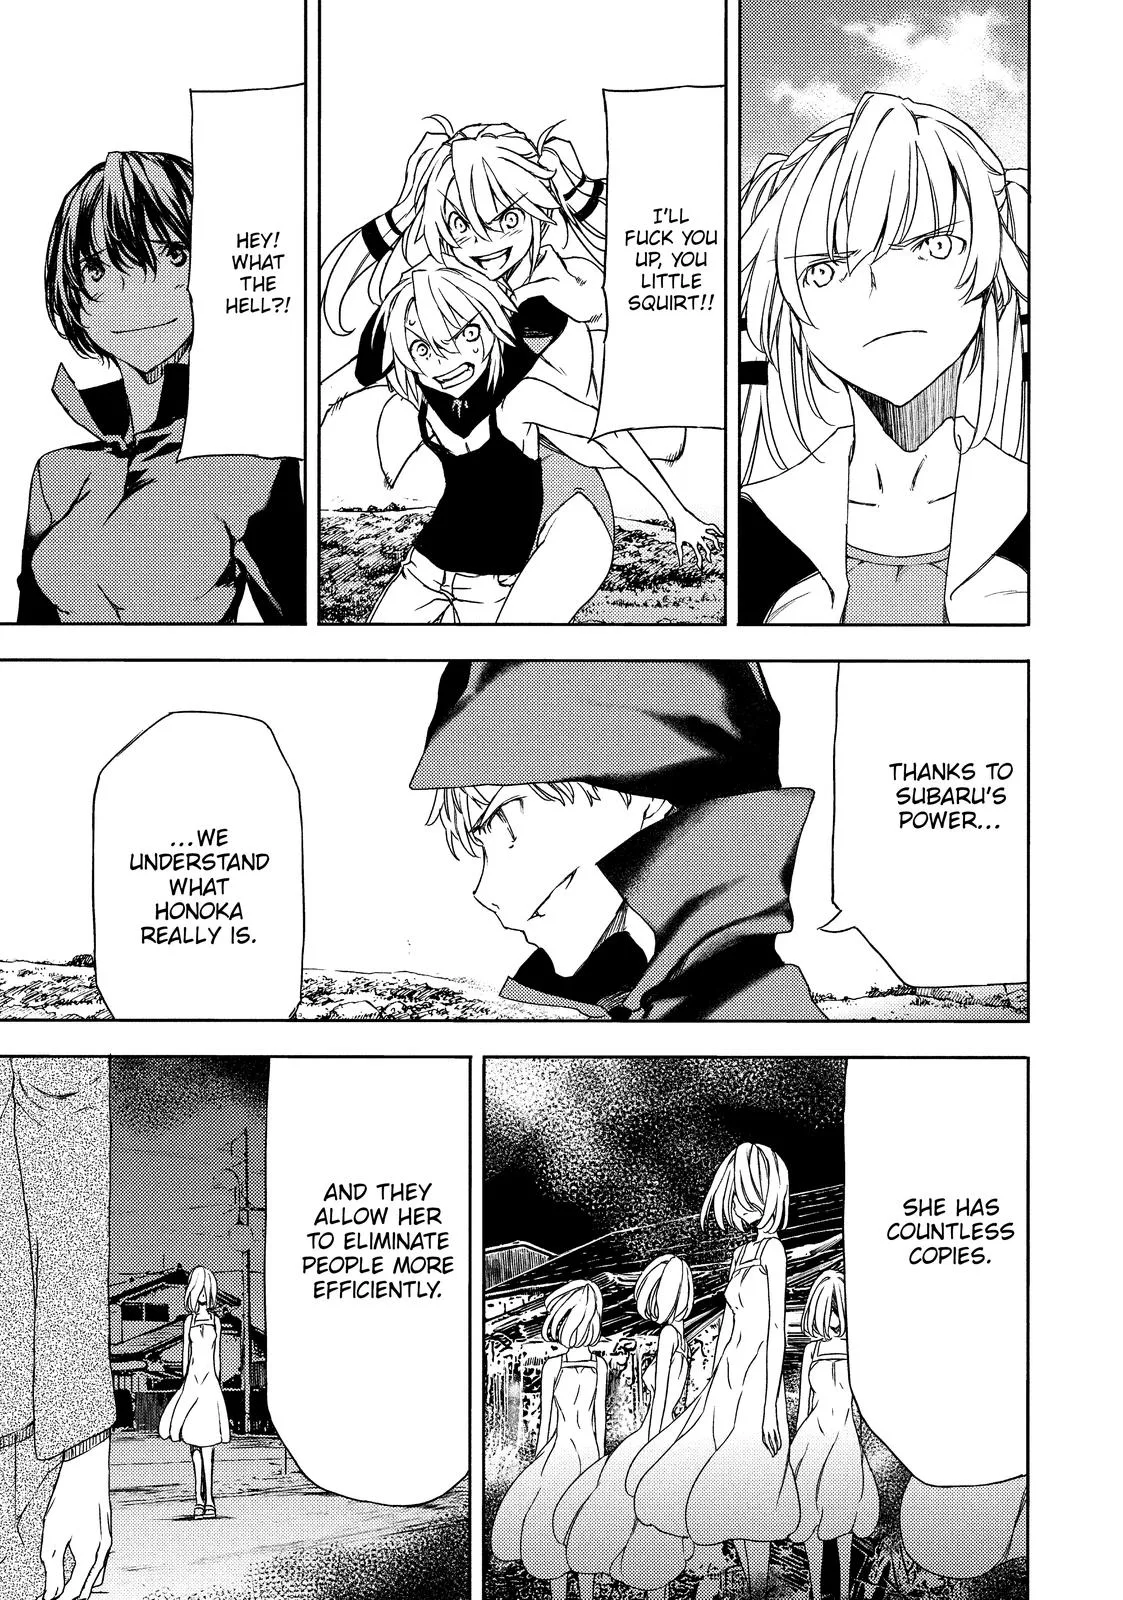 I'LL
FUCK YOU
UP, YOU
LITTLE
SQUIRT!!
HEY!
WHAT
THE
HELL?!
THANKS TO
SUBARU'S
POWER...
...WE
UNDERSTAND
WHAT
HONOKA
REALLY IS.
SHE HAS
COUNTLESS
COPIES.
AND THEY
ALLOW HER
TO ELIMINATE
PEOPLE MORE
EFFICIENTLY.